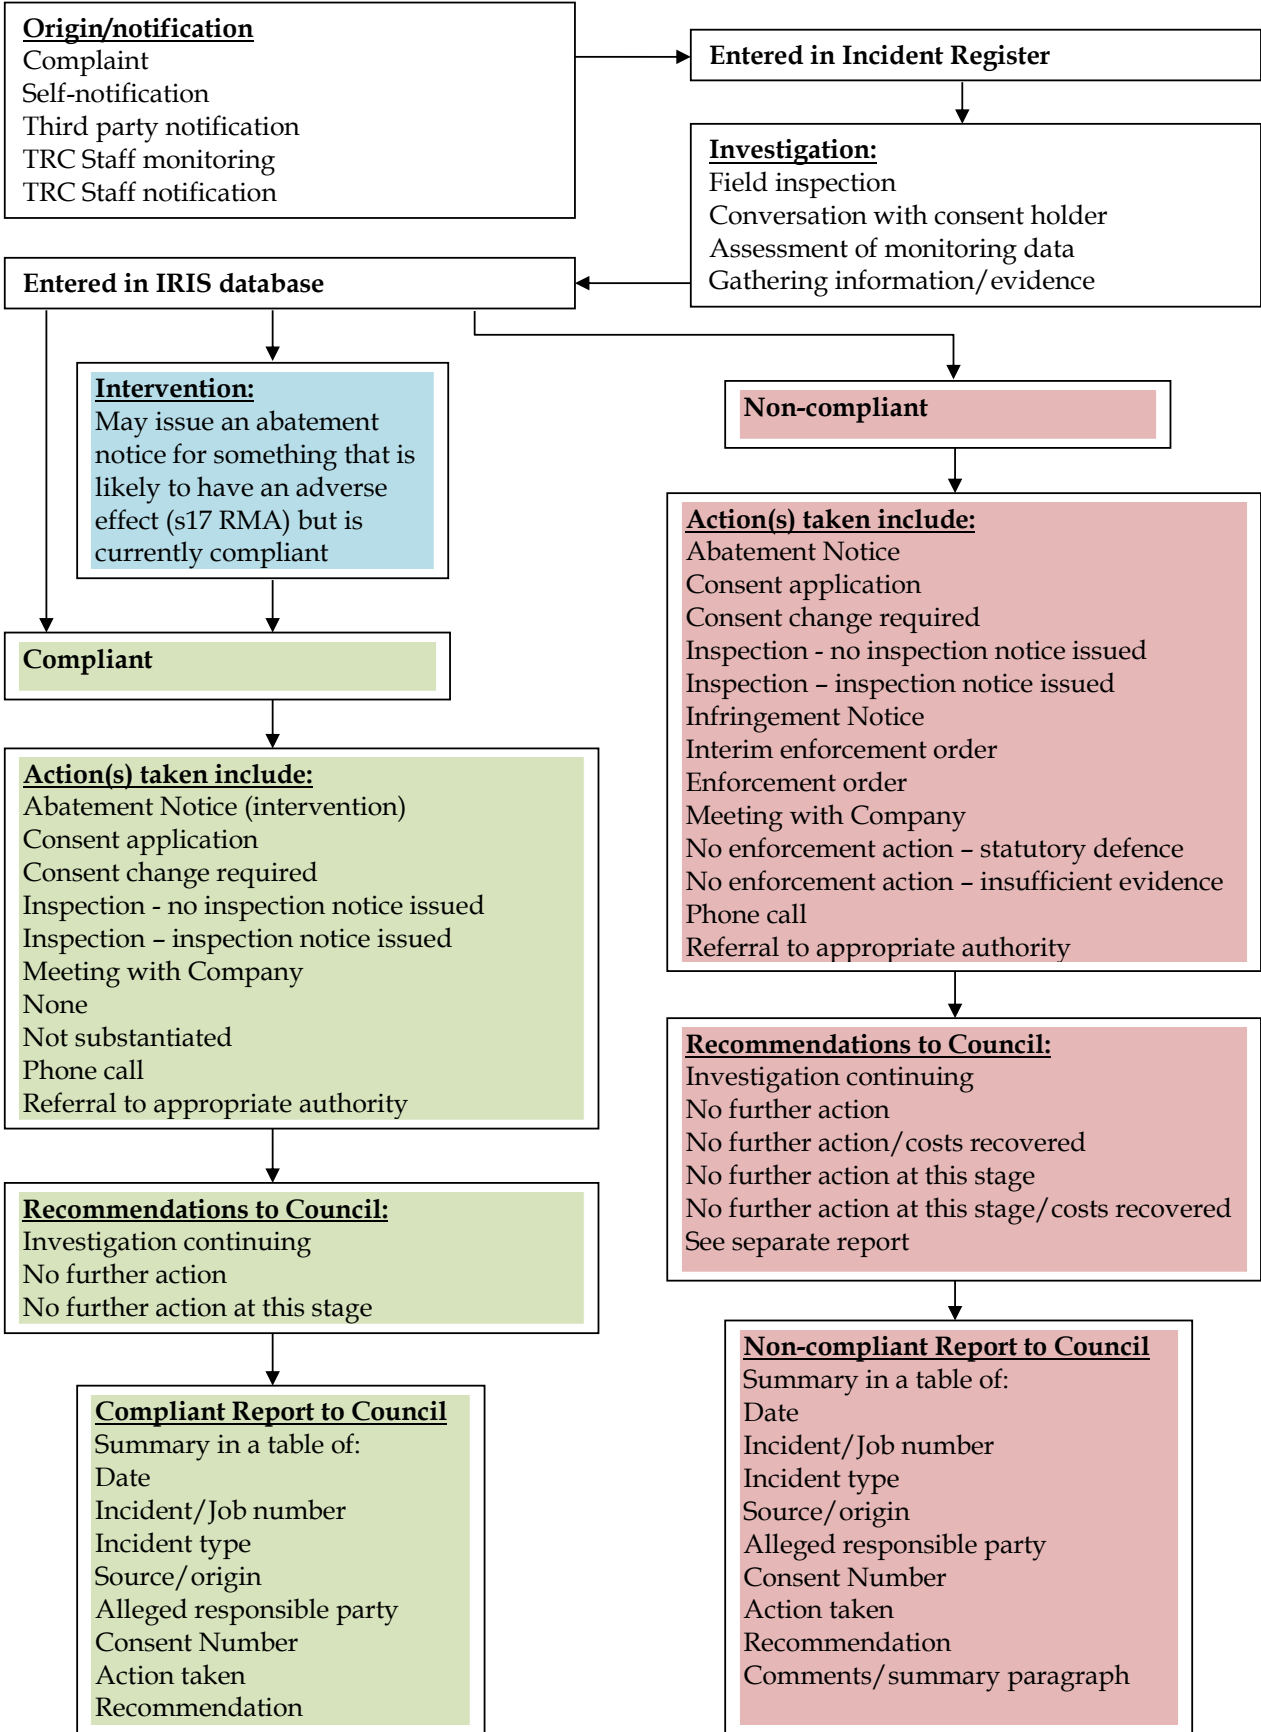 Origin/notification
Complaint
Self-notification
Third party notification
TRC Staff monitoring
TRC Staff notification
Entered in Incident Register
Investigation:
Field inspection
Conversation with consent holder
Assessment of monitoring data
Gathering information/evidence
Entered in IRIS database
Intervention:
May issue an abatement
notice for something that is
likely to have an adverse
effect (s17 RMA) but is
currently compliant
Compliant
Action(s) taken include:
Abatement Notice (intervention)
Consent application
Consent change required
Inspection - no inspection notice issued
Inspection – inspection notice issued
Meeting with Company
None
Not substantiated
Phone call
Referral to appropriate authority
Recommendations to Council:
Investigation continuing
No further action
No further action at this stage
Compliant Report to Council
Summary in a table of:
Date
Incident/Job number
Incident type
Source/origin
Alleged responsible party
Consent Number
Action taken
Recommendation
Non-compliant
Action(s) taken include:
Abatement Notice
Consent application
Consent change required
Inspection - no inspection notice issued
Inspection – inspection notice issued
Infringement Notice
Interim enforcement order
Enforcement order
Meeting with Company
No enforcement action – statutory defence
No enforcement action – insufficient evidence
Phone call
Referral to appropriate authority
Recommendations to Council:
Investigation continuing
No further action
No further action/costs recovered
No further action at this stage
No further action at this stage/costs recovered
See separate report
Non-compliant Report to Council
Summary in a table of:
Date
Incident/Job number
Incident type
Source/origin
Alleged responsible party
Consent Number
Action taken
Recommendation
Comments/summary paragraph